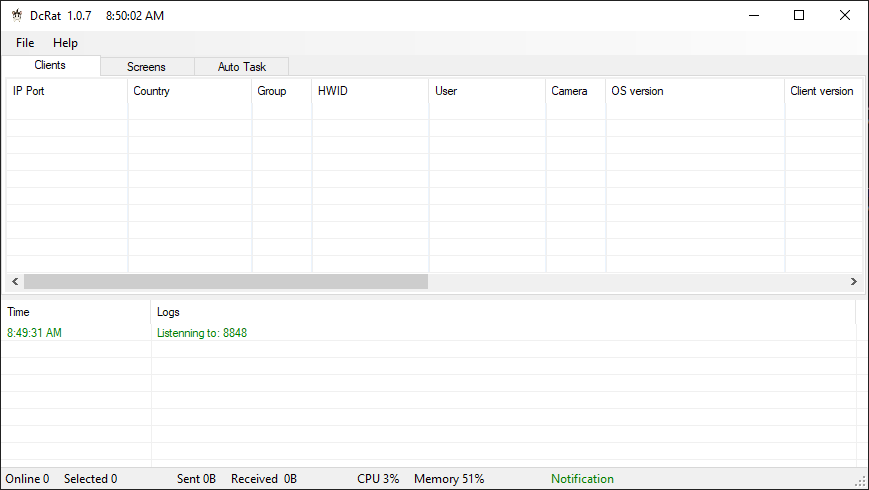 DcRat 1.0.7 8:50:02 AM
File Help
Clients Screens Auto Task
IP Port Country Group HWID User Camera OS version Client version
Time Logs
8:49:31 AM Listenning to: 8848
Online 0 Selected 0 Sent 0B Received 0B CPU 3% Memory 51% Notification